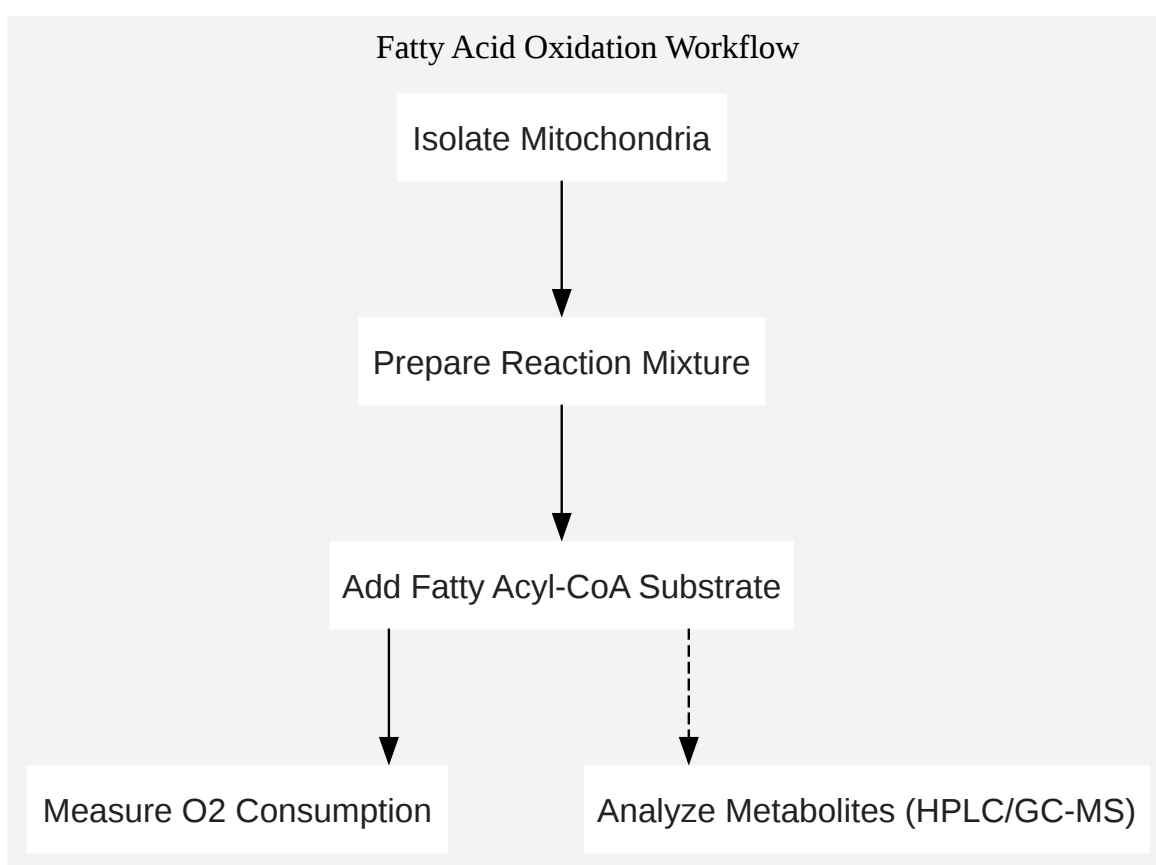 Fatty Acid Oxidation Workflow
Isolate Mitochondria
Prepare Reaction Mixture
Add Fatty Acyl-CoA Substrate
Measure O2 Consumption
Analyze Metabolites (HPLC/GC-MS)